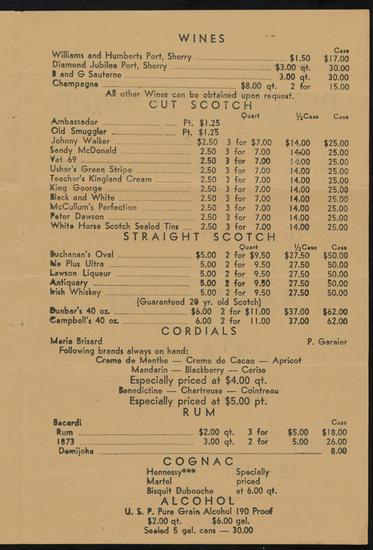 WINES
Case
Williams and Humberts Port, Sherry $1.50 $17.00
Diamond Jubilee Port, Sherry $3.00 qt. 30.00
B and G Sauterne 3.00 qt. 30.00
Champagne $8.00 qt. 2 for 15.00
All other Wines can be obtained upon request.
CUT SCOTCH
Quart ½Case Case
Ambassador Pt. $1.25
Old Smuggler Pt. $1.25
Johnny Walker $2.50 3 for $7.00 $14.00 $25.00
Sandy McDonald 2.50 3 for 7.00 14.00 25.00
Vat 69 2.50 3 for 7.00 14.00 25.00
Usher's Green Stripe 2.50 3 for 7.00 14.00 25.00
Teacher's Kingland Cream 2.50 3 for 7.00 14.00 25.00
King George 2.50 3 for 7.00 14.00 25.00
Black and White 2.50 3 for 7.00 14.00 25.00
McCullum's Perfection 2.50 3 for 7.00 14.00 25.00
Peter Dawson 2.50 3 for 7.00 14.00 25.00
White Horse Scotch Sealed Tins 2.50 3 for 7.00 14.00 25.00
STRAIGHT SCOTCH
Quart ½Case Case
Buchanan's Oval $5.00 2 for $9.50 $27.50 $50.00
Ne Plus Ultra 5.00 2 for 9.50 27.50 50.00
Lawson Liqueur 5.00 2 for 9.50 27.50 50.00
Antiquary 5.00 2 for 9.50 27.50 50.00
Irish Whiskey 5.00 2 for 9.50 27.50 50.00
(Guaranteed 20 yr. old Scotch)
Dunbar's 40 oz. $6.00 2 for $11.00 $37.00 $62.00
Campbell's 40 oz. 6.00 2 for 11.00 37.00 62.00
CORDIALS
Marie Brizard P. Garnier
Following brands always on hand:
Creme de Menthe — Creme de Cacao — Apricot
Mandarin — Blackberry — Cerise
Especially priced at $4.00 qt.
Benedictine — Chartreuse — Cointreau
Especially priced at $5.00 pt.
RUM
Bacardi Case
Rum $2.00 qt. 3 for $5.00 $18.00
1873 3.00 qt. 2 for 5.00 26.00
Demijohn 8.00
COGNAC
Hennessy*** Specially
Martel priced
Bisquit Dubouche at 6.00 qt.
ALCOHOL
U. S. P. Pure Grain Alcohol 190 Proof
$2.00 qt. $6.00 gal.
Sealed 5 gal. cans — 30.00